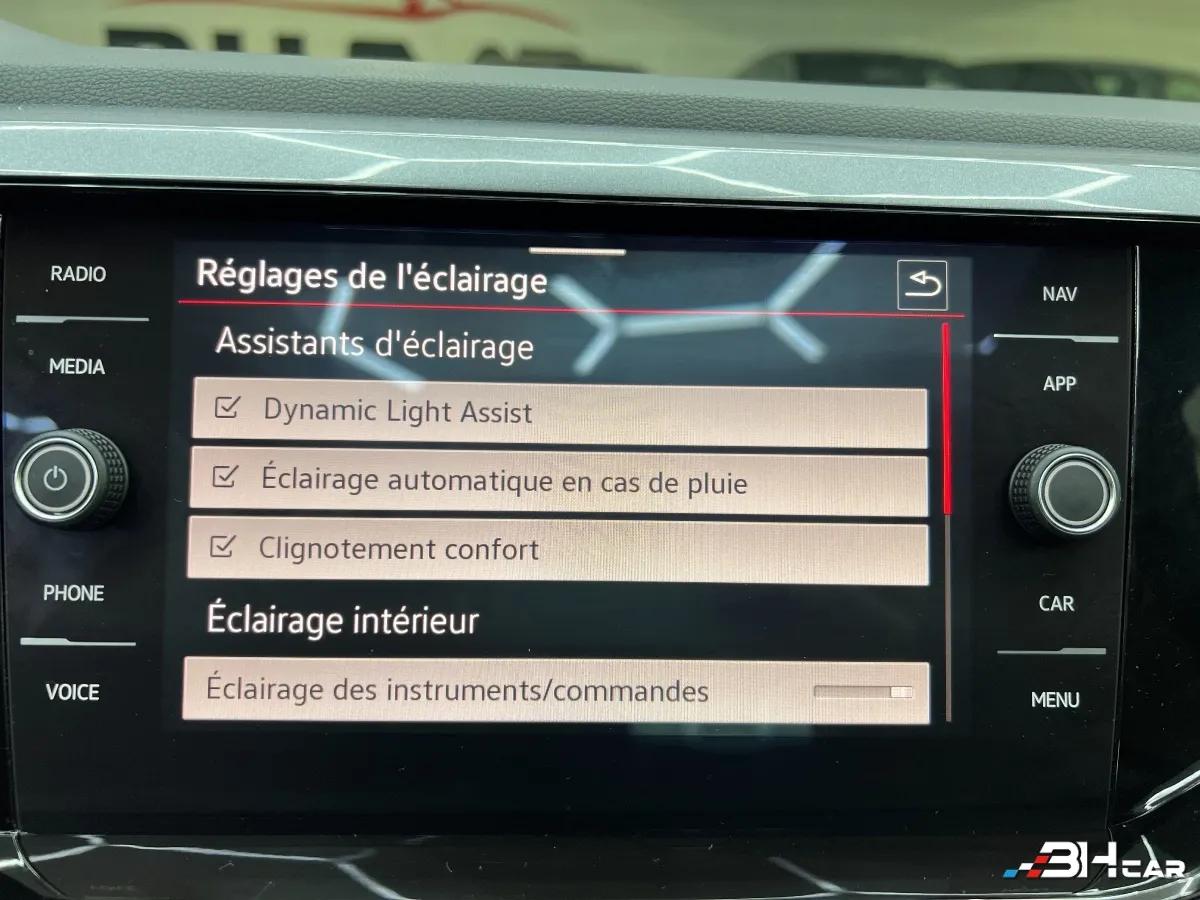 RADIO
MEDIA
PHONE
VOICE
Réglages de l'éclairage
Assistants d'éclairage
Dynamic Light Assist
Éclairage automatique en cas de pluie
Clignotement confort
Éclairage intérieur
Éclairage des instruments/commandes
NAV
APP
CAR
MENU
3HCAR